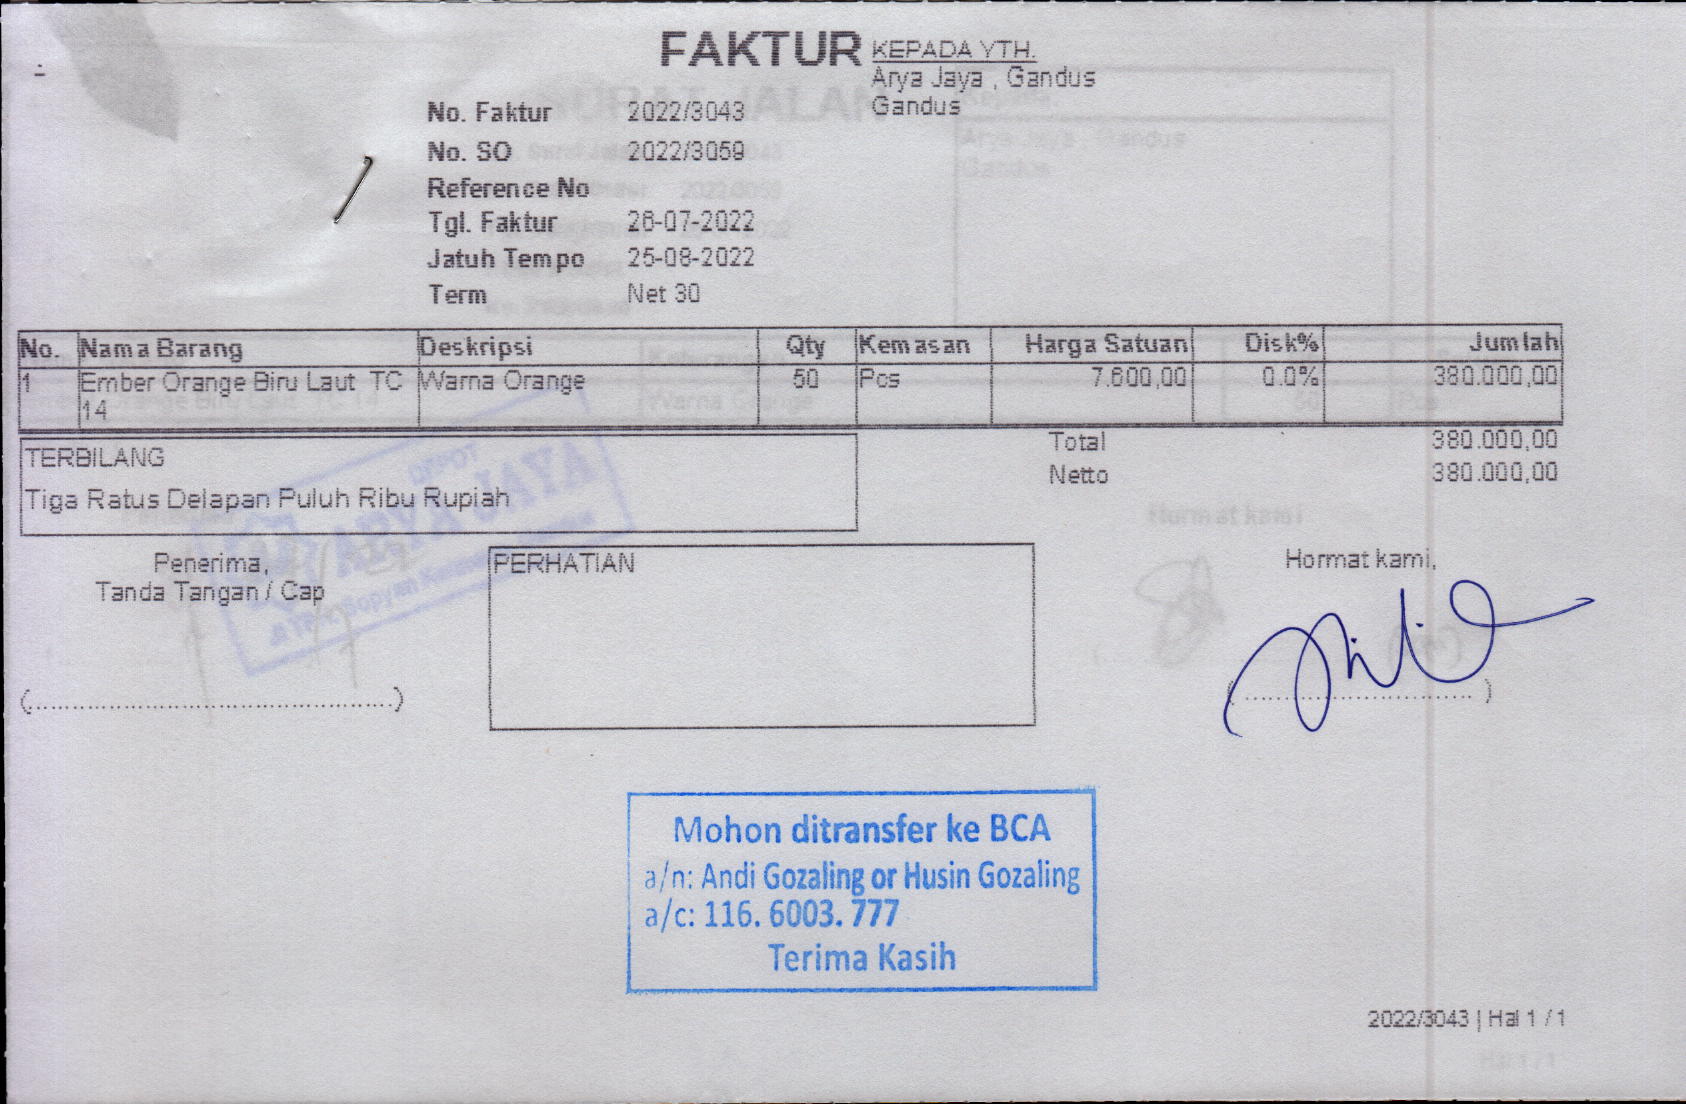 FAKTUR
KEPADA YTH.
Arya Jaya , Gandus
Gandus
No. Faktur 2022/3043
No. SO 2022/3059
Reference No
Tgl. Faktur 26-07-2022
Jatuh Tempo 25-08-2022
Term Net 30
No. Nama Barang Deskripsi Qty Kemasan Harga Satuan Disk% Jumlah
1 Ember Orange Biru Laut TC Warna Orange 50 Pcs 7.600,00 0.0% 380.000,00
14
Total 380.000,00
Netto 380.000,00
TERBILANG
Tiga Ratus Delapan Puluh Ribu Rupiah
Penerima,
Tanda Tangan / Cap
PERHATIAN
Hormat kami,
DEPOT
ARYA JAYA
Mohon ditransfer ke BCA
a/n: Andi Gozaling or Husin Gozaling
a/c: 116. 6003. 777
Terima Kasih
2022/3043 | Hal 1 / 1